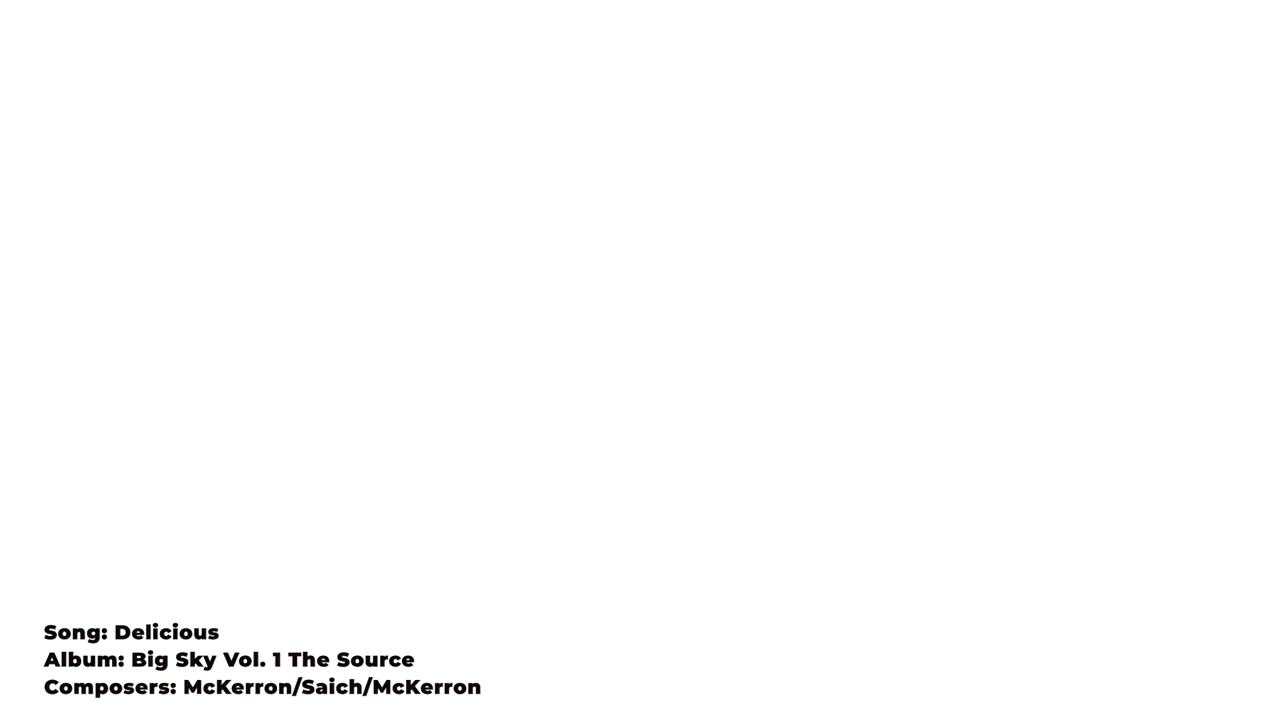 Song: Delicious
Album: Big Sky Vol. 1 The Source
Composers: McKerron/Saich/McKerron